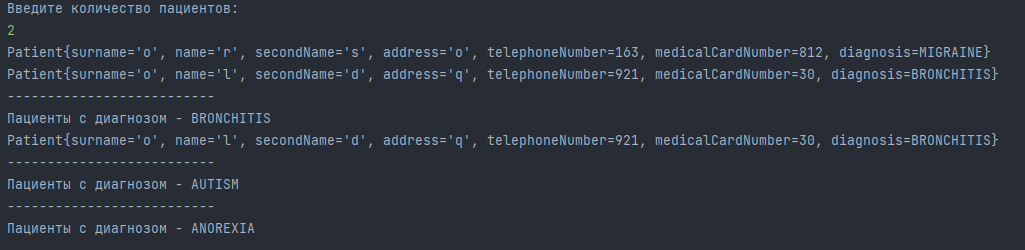 Введите количество пациентов:
2
Patient{surname='o', name='r', secondName='s', address='o', telephoneNumber=163, medicalCardNumber=812, diagnosis=MIGRAINE}
Patient{surname='o', name='l', secondName='d', address='q', telephoneNumber=921, medicalCardNumber=30, diagnosis=BRONCHITIS}
--------------------------
Пациенты с диагнозом - BRONCHITIS
Patient{surname='o', name='l', secondName='d', address='q', telephoneNumber=921, medicalCardNumber=30, diagnosis=BRONCHITIS}
--------------------------
Пациенты с диагнозом - AUTISM
--------------------------
Пациенты с диагнозом - ANOREXIA